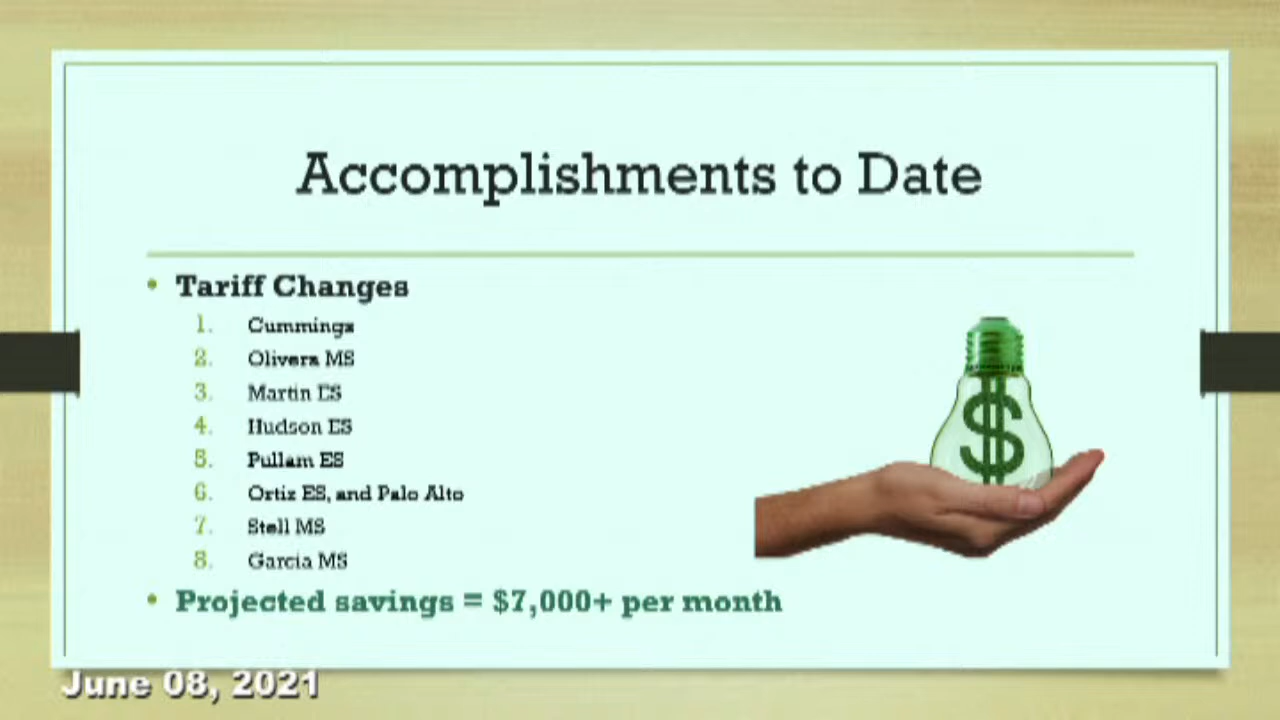 Accomplishments to Date
• Tariff Changes
1. Cummings
2. Olivera MS
3. Martin ES
4. Hudson ES
5. Pullam ES
6. Ortiz ES, and Palo Alto
7. Stell MS
8. Garcia MS
$
• Projected savings = $7,000+ per month
June 08, 2021